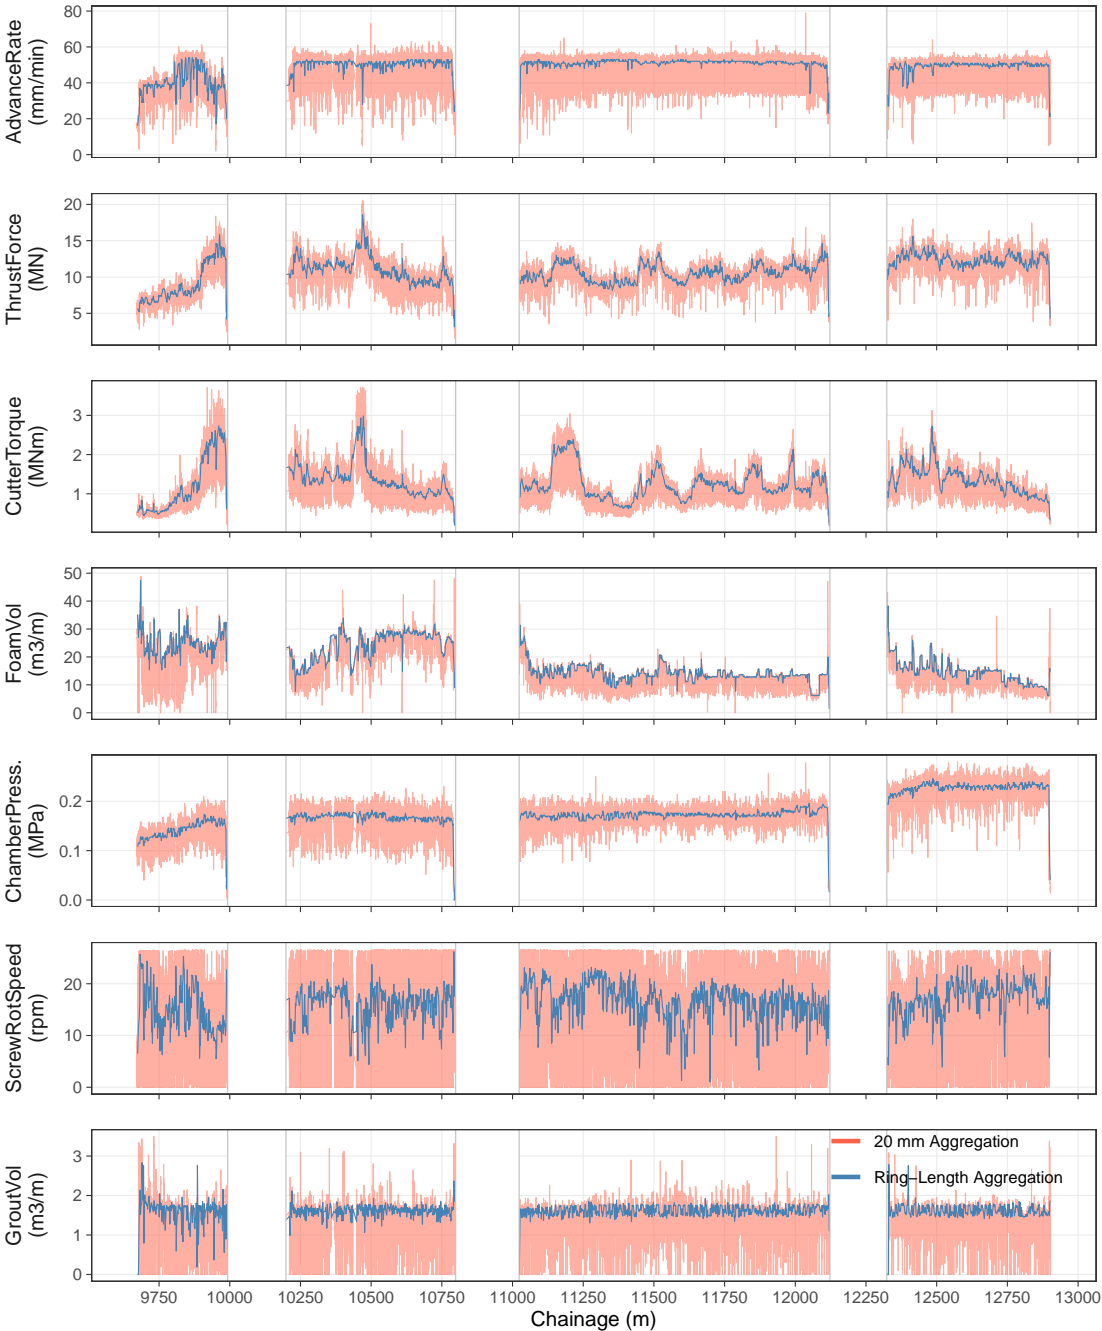 AdvanceRate
(mm/min)
80
60
40
20
0
ThrustForce
(MN)
20
15
10
5
CutterTorque
(MNm)
3
2
1
FoamVol
(m3/m)
50
40
30
20
10
0
ChamberPress.
(MPa)
0.2
0.1
0.0
ScrewRotSpeed
(rpm)
20
10
0
GroutVol
(m3/m)
3
2
1
0
20 mm Aggregation
Ring−Length Aggregation
9750 10000 10250 10500 10750 11000 11250 11500 11750 12000 12250 12500 12750 13000
Chainage (m)